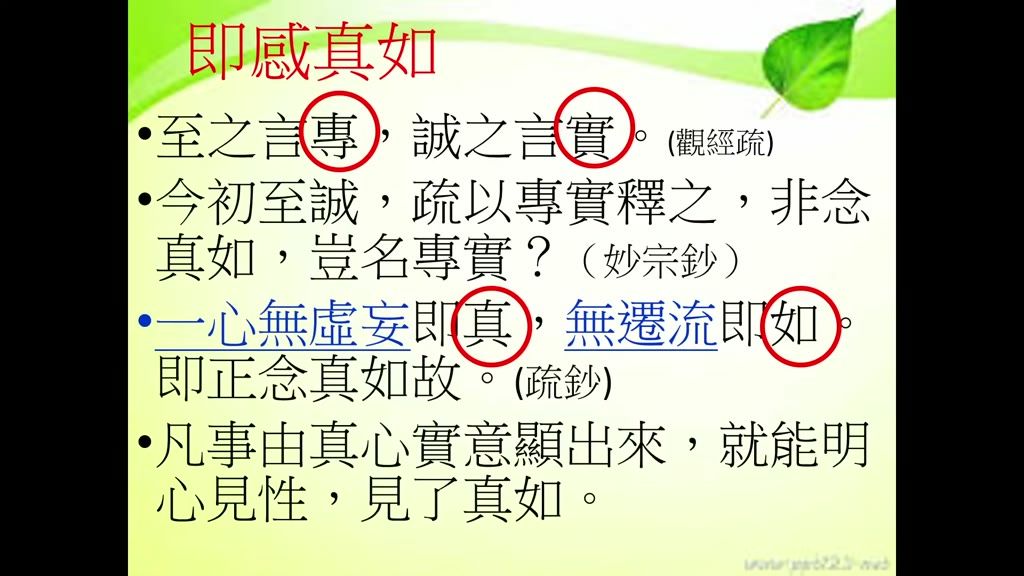 即感真如
•至之言專，誠之言實。(觀經疏)
•今初至誠，疏以專實釋之，非念
真如，豈名專實？（妙宗鈔）
•一心無虛妄即真，無遷流即如。
即正念真如故。(疏鈔)
•凡事由真心實意顯出來，就能明
心見性，見了真如。